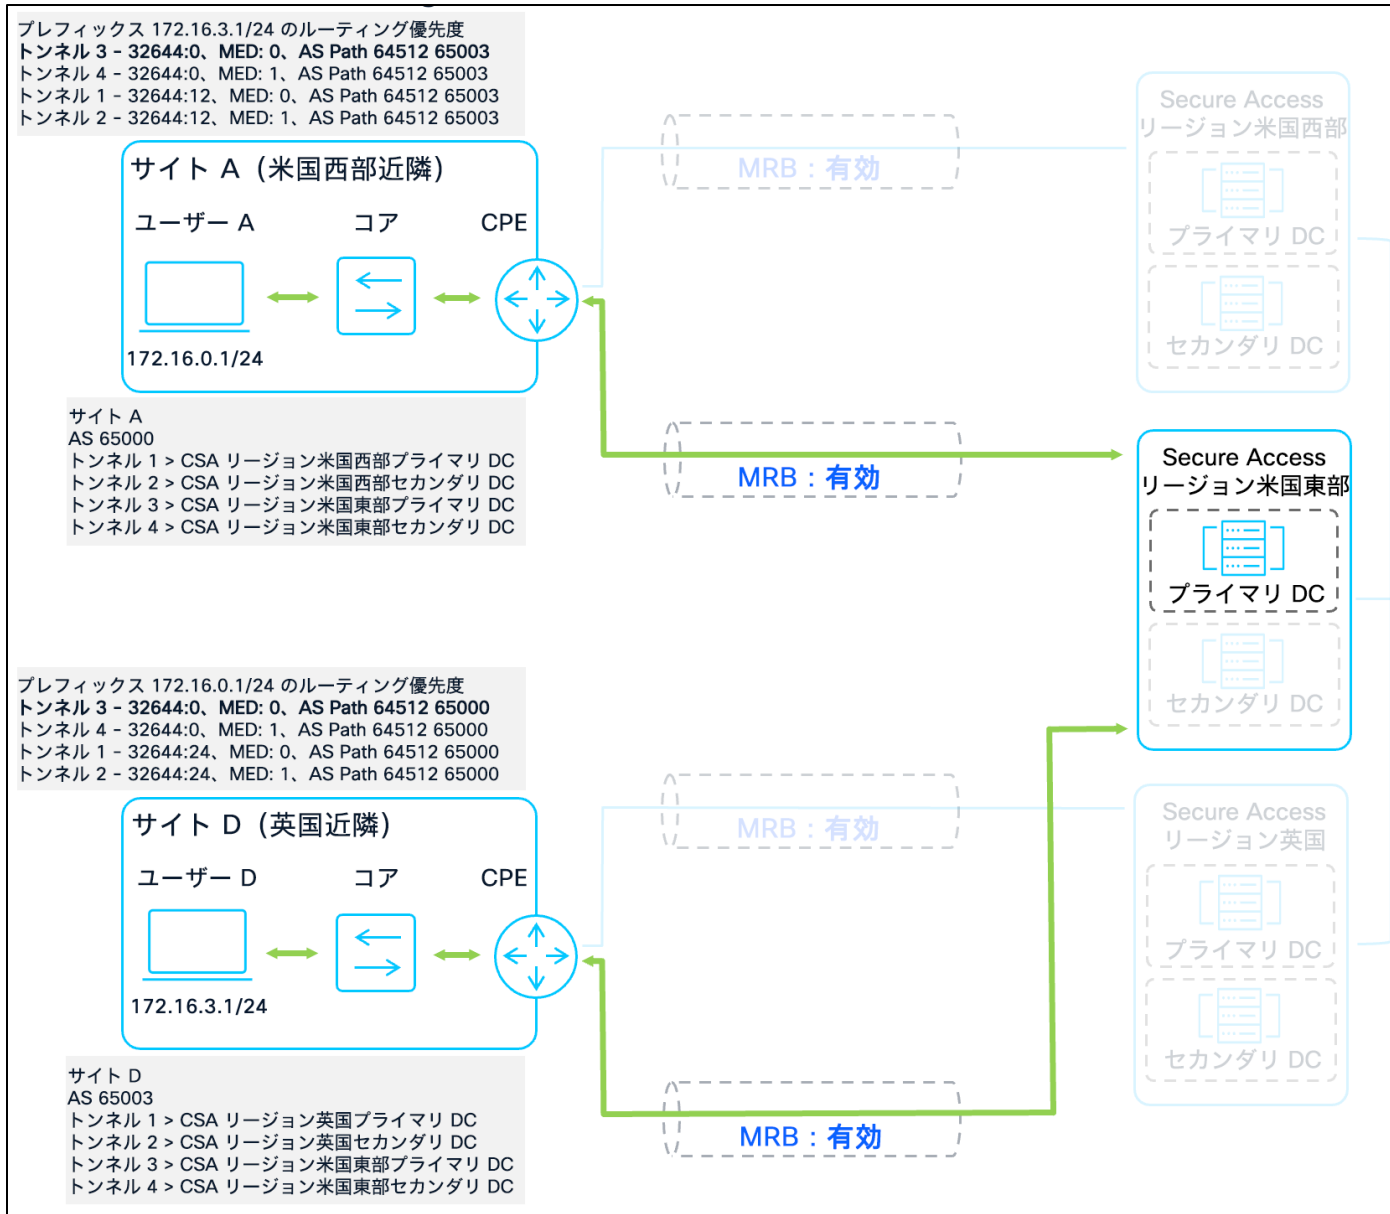 プレフィックス 172.16.3.1/24 のルーティング優先度
トンネル 3 - 32644:0、MED: 0、AS Path 64512 65003
トンネル 4 - 32644:0、MED: 1、AS Path 64512 65003
トンネル 1 - 32644:12、MED: 0、AS Path 64512 65003
トンネル 2 - 32644:12、MED: 1、AS Path 64512 65003
サイト A（米国西部近隣）
ユーザー A
コア
CPE
172.16.0.1/24
サイト A
AS 65000
トンネル 1 > CSA リージョン米国西部プライマリ DC
トンネル 2 > CSA リージョン米国西部セカンダリ DC
トンネル 3 > CSA リージョン米国東部プライマリ DC
トンネル 4 > CSA リージョン米国東部セカンダリ DC
MRB：有効
MRB：有効
Secure Access
リージョン米国西部
プライマリ DC
セカンダリ DC
Secure Access
リージョン米国東部
プライマリ DC
セカンダリ DC
プレフィックス 172.16.0.1/24 のルーティング優先度
トンネル 3 - 32644:0、MED: 0、AS Path 64512 65000
トンネル 4 - 32644:0、MED: 1、AS Path 64512 65000
トンネル 1 - 32644:24、MED: 0、AS Path 64512 65000
トンネル 2 - 32644:24、MED: 1、AS Path 64512 65000
サイト D（英国近隣）
ユーザー D
コア
CPE
172.16.3.1/24
サイト D
AS 65003
トンネル 1 > CSA リージョン英国プライマリ DC
トンネル 2 > CSA リージョン英国セカンダリ DC
トンネル 3 > CSA リージョン米国東部プライマリ DC
トンネル 4 > CSA リージョン米国東部セカンダリ DC
MRB：有効
MRB：有効
Secure Access
リージョン英国
プライマリ DC
セカンダリ DC